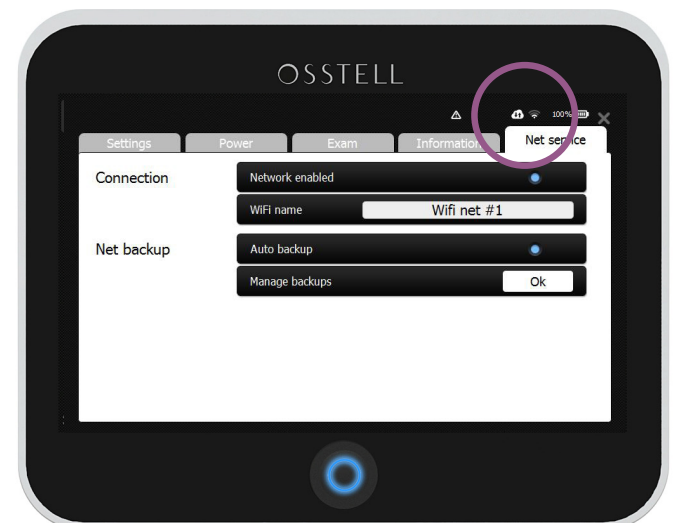 OSSTELL
100%
Settings Power Exam Information Net service
Connection Network enabled
WiFi name Wifi net #1
Net backup Auto backup
Manage backups Ok